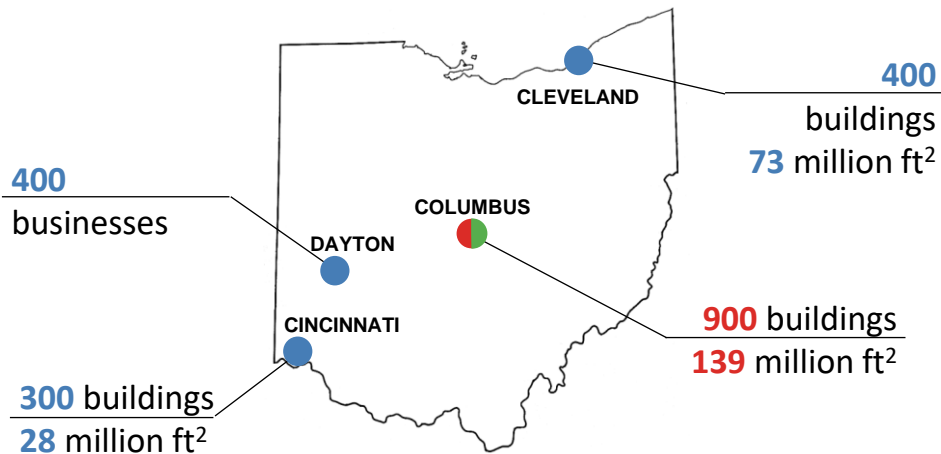 CLEVELAND
400
buildings
73 million ft²
400
businesses
COLUMBUS
DAYTON
CINCINNATI
900 buildings
139 million ft²
300 buildings
28 million ft²